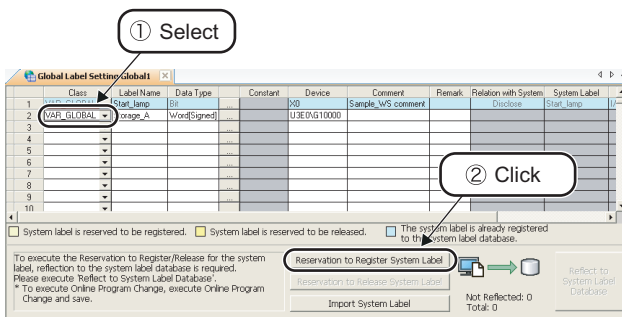 ① Select
Global Label Setting Global1
Class Label Name Data Type Constant Device Comment Remark Relation with System System Label
1 VAR_GLOBAL Start_lamp Bit ... X0 Sample_WS comment Disclose Start_lamp
2 VAR_GLOBAL orage_A Word[Signed] ... U3E0\G10000
3 ...
4 ...
5 ...
6 ...
7 ...
8 ...
9 ...
10
② Click
System label is reserved to be registered. System label is reserved to be released. The system label is already registered
to the system label database.
To execute the Reservation to Register/Release for the system
label, reflection to the system label database is required.
Please execute 'Reflect to System Label Database'.
* To execute Online Program Change, execute Online Program
Change and save.
Reservation to Register System Label
Reservation to Release System Label
Import System Label
Not Reflected: 0
Total: 0
Reflect to
System Label
Database